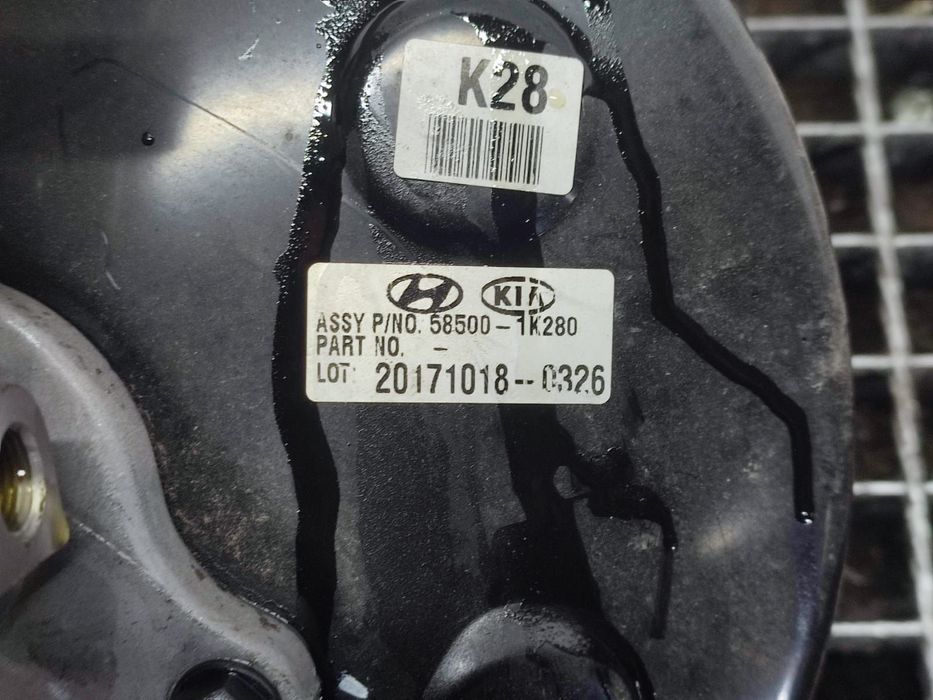 K28
KIA
ASSY P/NO. 58500-1K280
PART NO. -
LOT: 20171018--0326